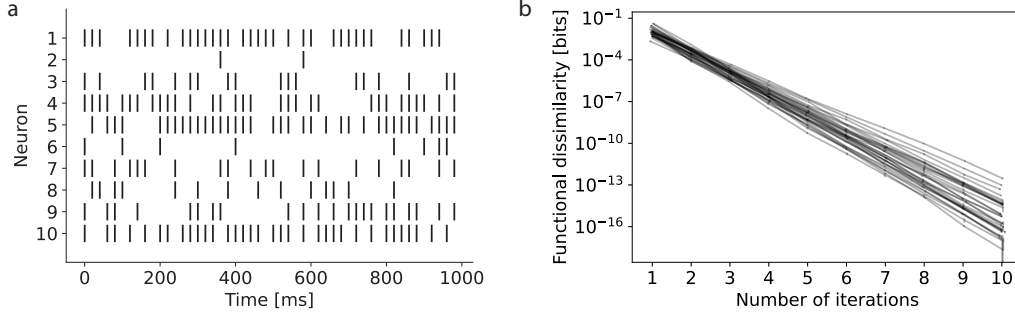 a
Neuron
1
2
3
4
5
6
7
8
9
10
0 200 400 600 800 1000
Time [ms]
b
Functional dissimilarity [bits]
10⁻¹
10⁻⁴
10⁻⁷
10⁻¹⁰
10⁻¹³
10⁻¹⁶
1 2 3 4 5 6 7 8 9 10
Number of iterations